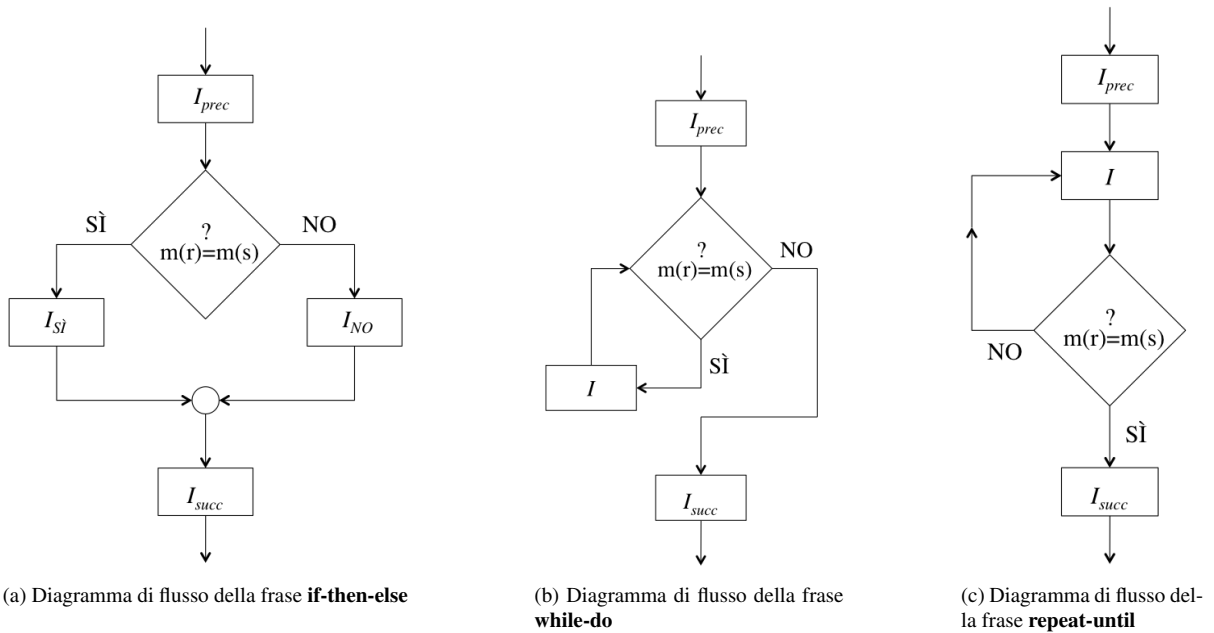 I_prec
?
m(r)=m(s)
SÌ
NO
I_SÌ
I_NO
I_succ
(a) Diagramma di flusso della frase if-then-else
I_prec
?
m(r)=m(s)
NO
SÌ
I
I_succ
(b) Diagramma di flusso della frase
while-do
I_prec
I
?
m(r)=m(s)
NO
SÌ
I_succ
(c) Diagramma di flusso del-
la frase repeat-until